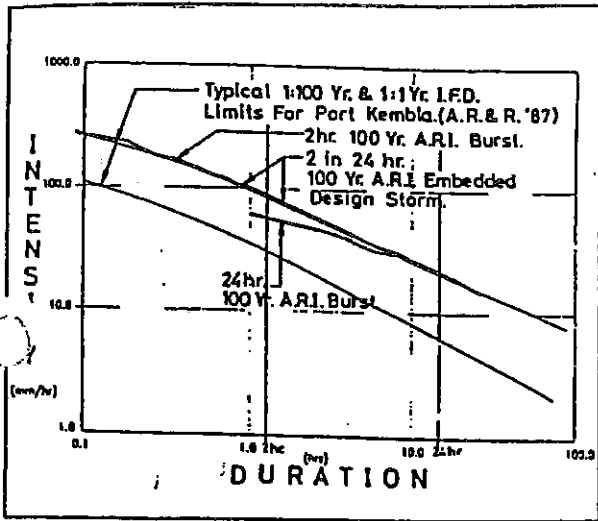 1000.0
Typical 1:100 Yr. & 1:1 Yr. I.F.D.
Limits For Port Kembla.(A.R.& R. '87)
2hr. 100 Yr. A.R.I. Burst.
2 in 24 hr.
100 Yr. A.R.I. Embedded
Design Storm.
100.0
INTENS
24hr.
100 Yr. A.R.I. Burst
10.0
(mm/hr)
1.0
0.1 1.0 2hr (hrs) 10.0 24hr 100.0
DURATION